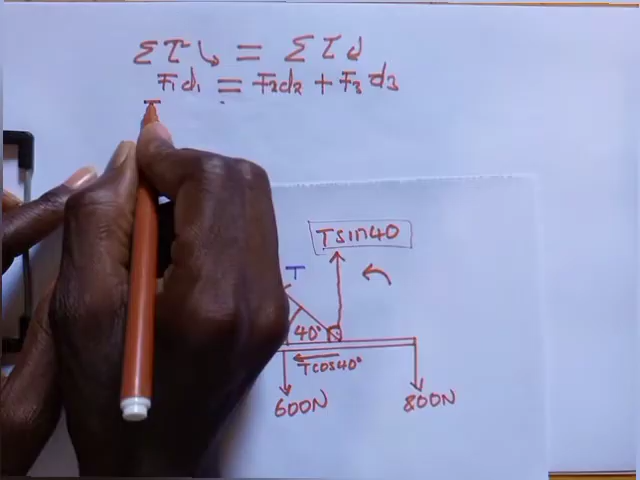 Στ↘ = Στ↲
F₁d₁ = F₂d₂ + F₃d₃
T
Tsin40
T
40°
Tcos40°
600N
800N